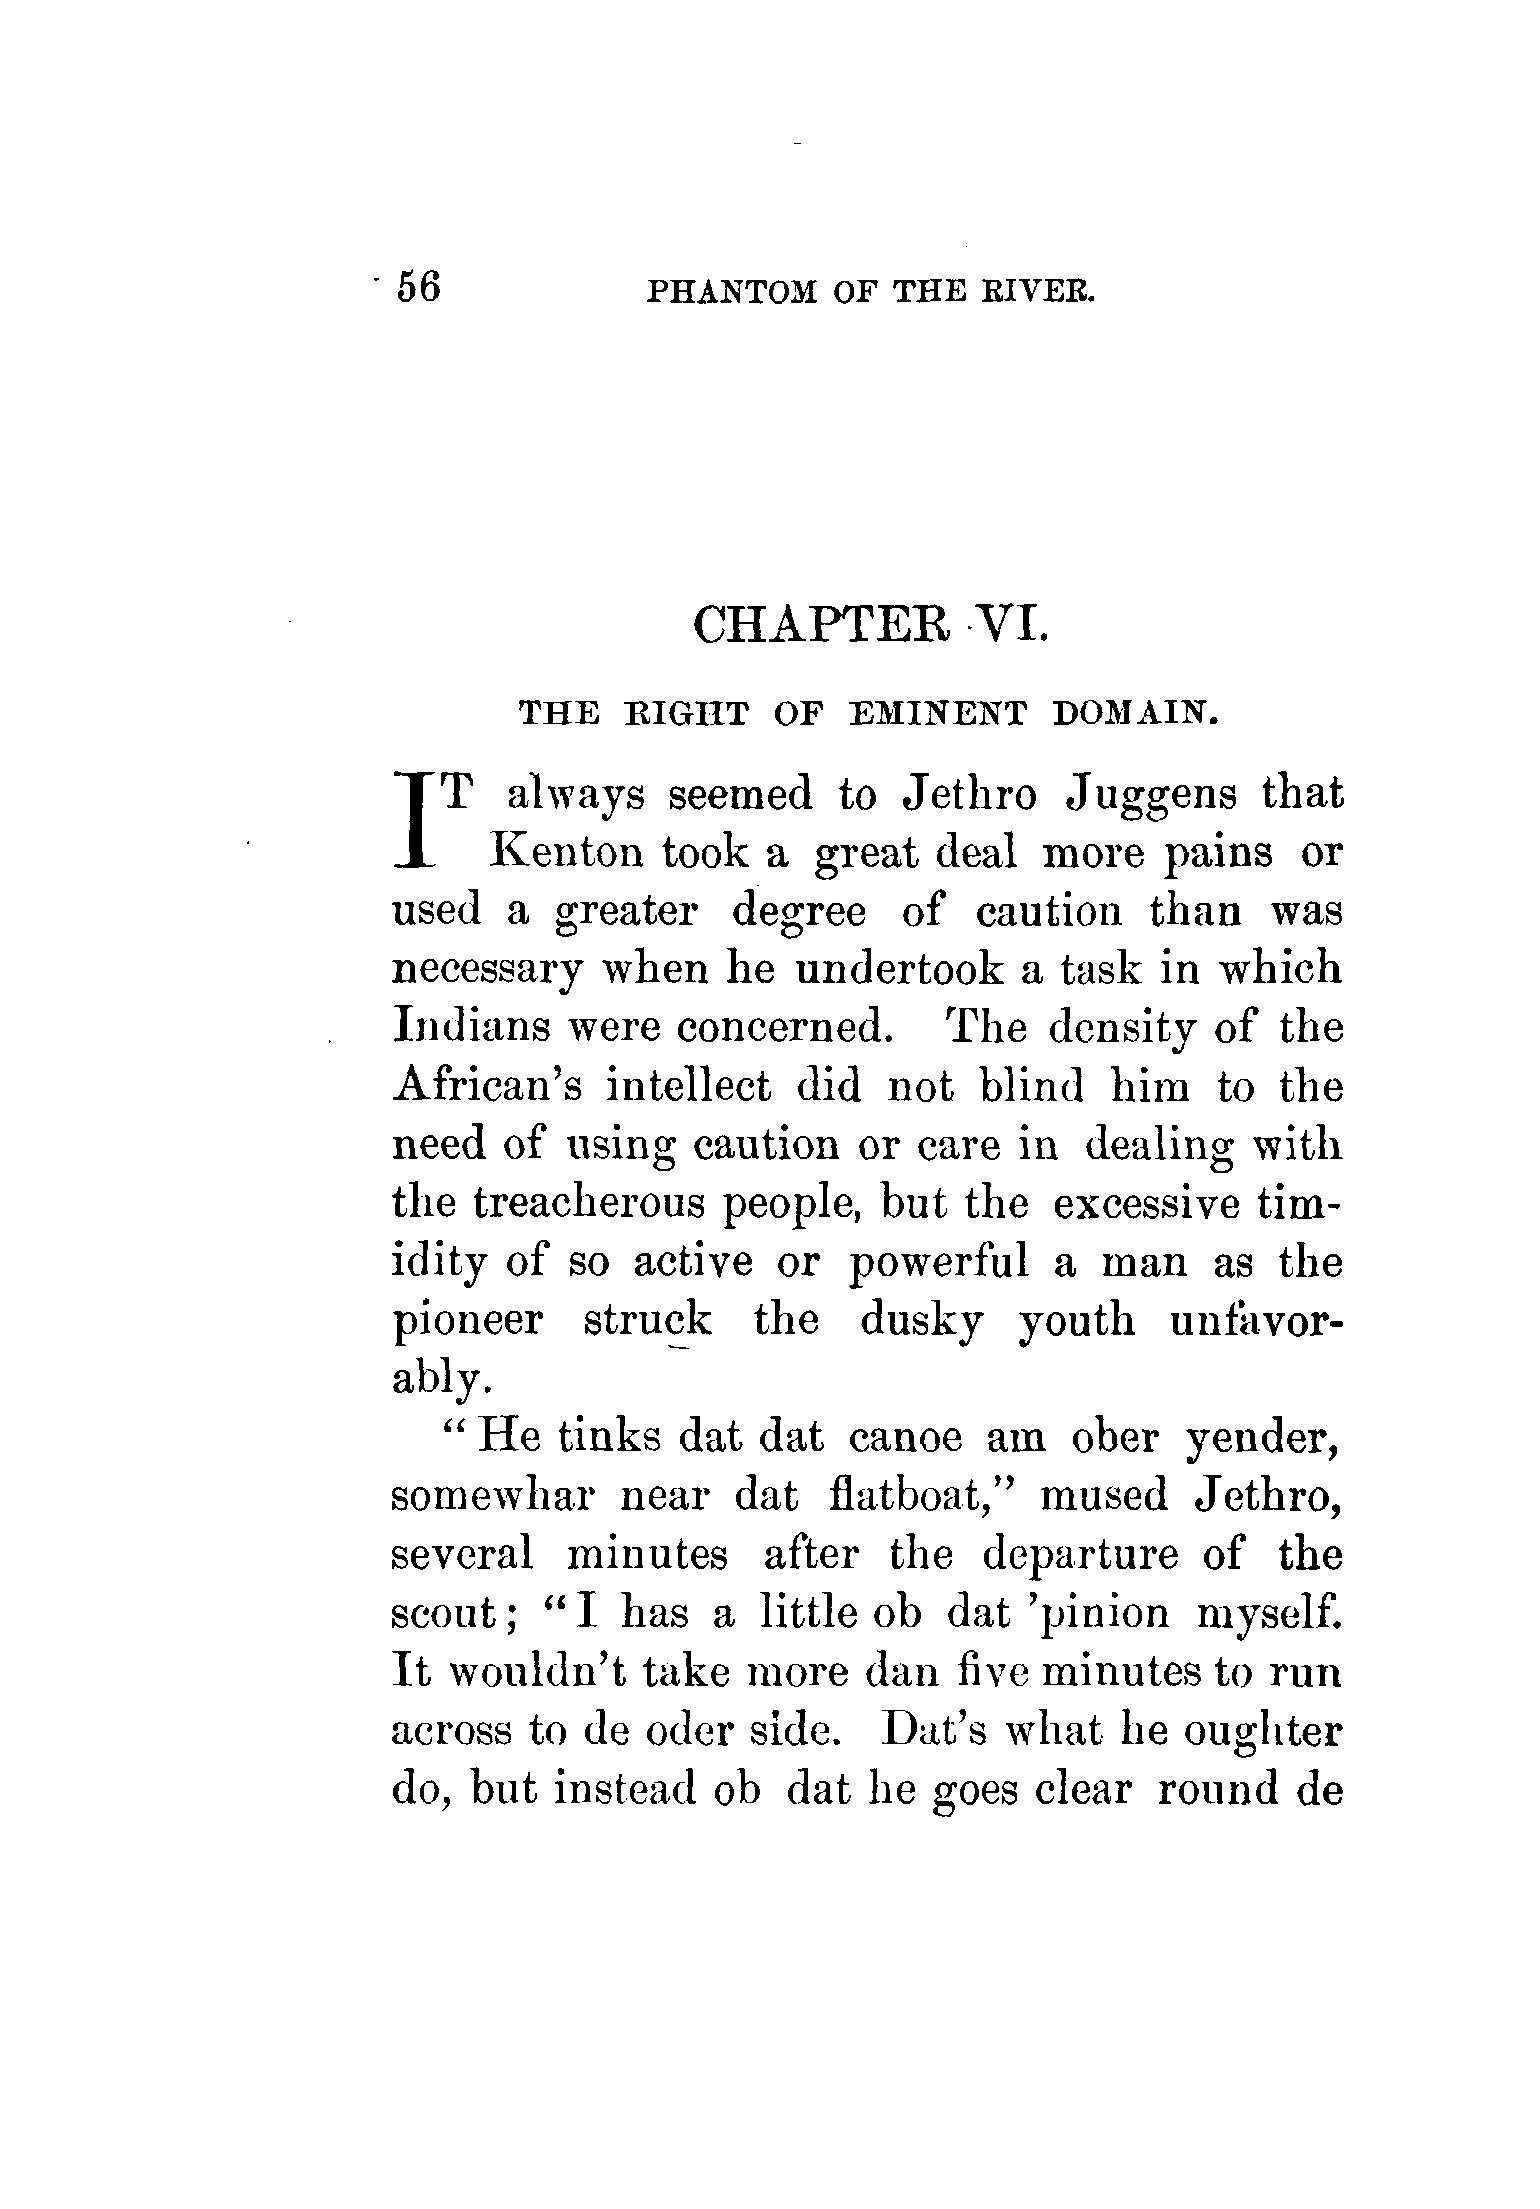 56 PHANTOM OF THE RIVER.
CHAPTER VI.
THE RIGHT OF EMINENT DOMAIN.
IT always seemed to Jethro Juggens that
Kenton took a great deal more pains or
used a greater degree of caution than was
necessary when he undertook a task in which
Indians were concerned. The density of the
African's intellect did not blind him to the
need of using caution or care in dealing with
the treacherous people, but the excessive tim-
idity of so active or powerful a man as the
pioneer struck the dusky youth unfavor-
ably.
“He tinks dat dat canoe am ober yender,
somewhar near dat flatboat,” mused Jethro,
several minutes after the departure of the
scout; “I has a little ob dat ’pinion myself.
It wouldn’t take more dan five minutes to run
across to de oder side. Dat’s what he oughter
do, but instead ob dat he goes clear round de